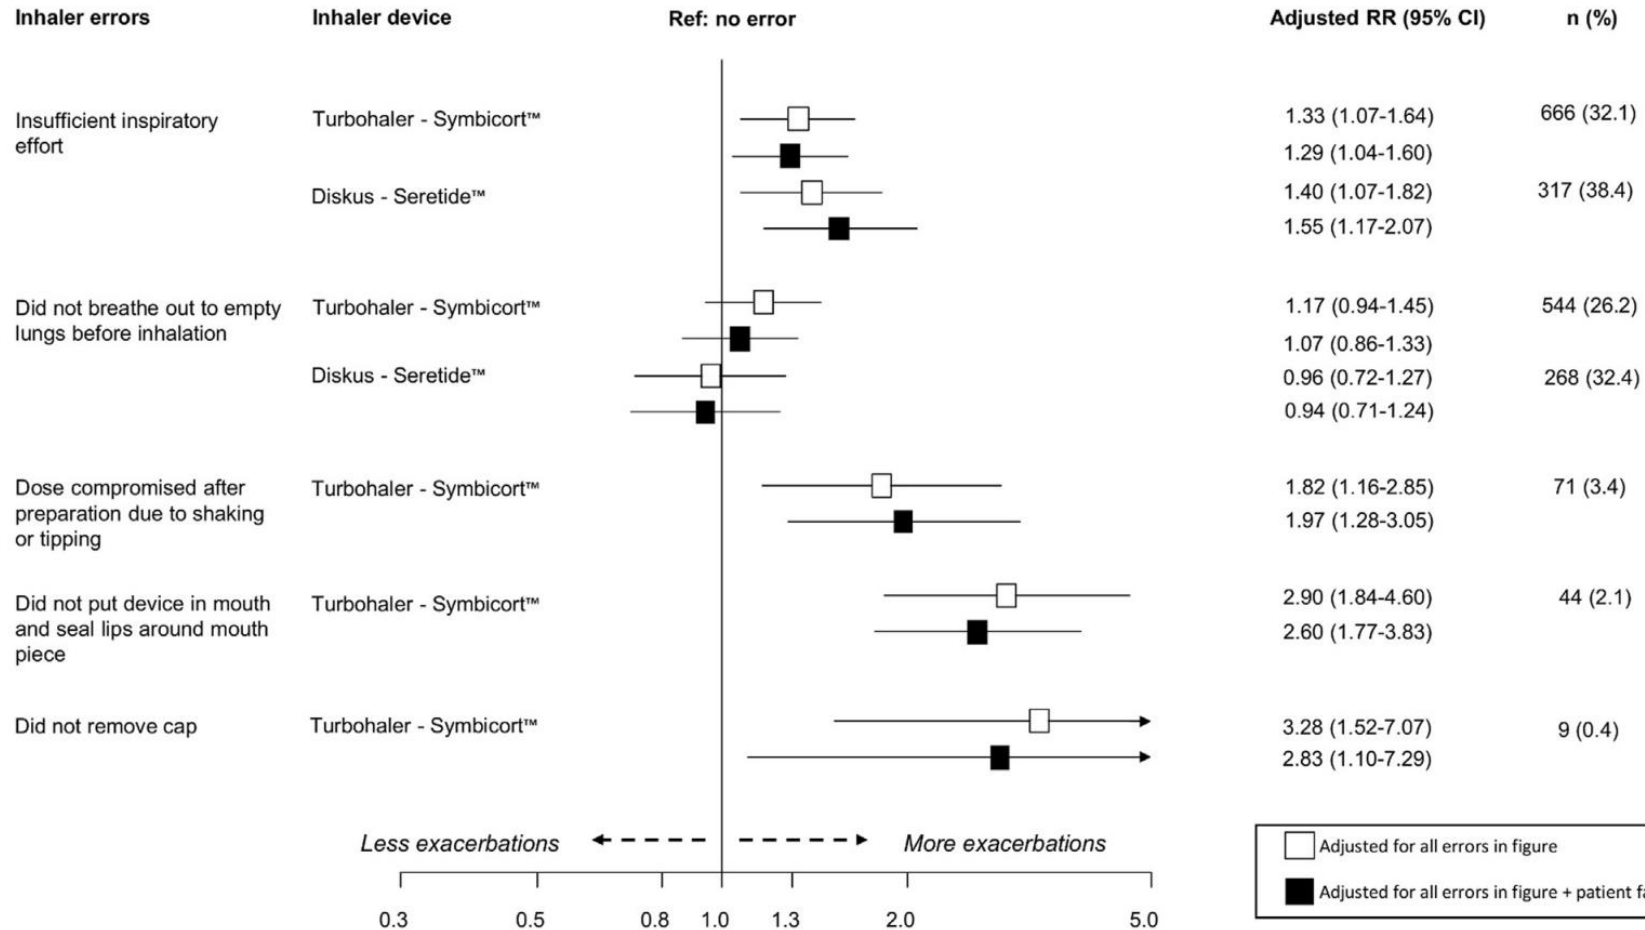 Inhaler errors Inhaler device Ref: no error Adjusted RR (95% CI) n (%)
Insufficient inspiratory
effort
Turbohaler - Symbicort™ 1.33 (1.07-1.64) 666 (32.1)
1.29 (1.04-1.60)
Diskus - Seretide™ 1.40 (1.07-1.82) 317 (38.4)
1.55 (1.17-2.07)
Did not breathe out to empty
lungs before inhalation
Turbohaler - Symbicort™ 1.17 (0.94-1.45) 544 (26.2)
1.07 (0.86-1.33)
Diskus - Seretide™ 0.96 (0.72-1.27) 268 (32.4)
0.94 (0.71-1.24)
Dose compromised after
preparation due to shaking
or tipping
Turbohaler - Symbicort™ 1.82 (1.16-2.85) 71 (3.4)
1.97 (1.28-3.05)
Did not put device in mouth
and seal lips around mouth
piece
Turbohaler - Symbicort™ 2.90 (1.84-4.60) 44 (2.1)
2.60 (1.77-3.83)
Did not remove cap Turbohaler - Symbicort™ 3.28 (1.52-7.07) 9 (0.4)
2.83 (1.10-7.29)
Less exacerbations More exacerbations
0.3 0.5 0.8 1.0 1.3 2.0 5.0
Adjusted for all errors in figure
Adjusted for all errors in figure + patient